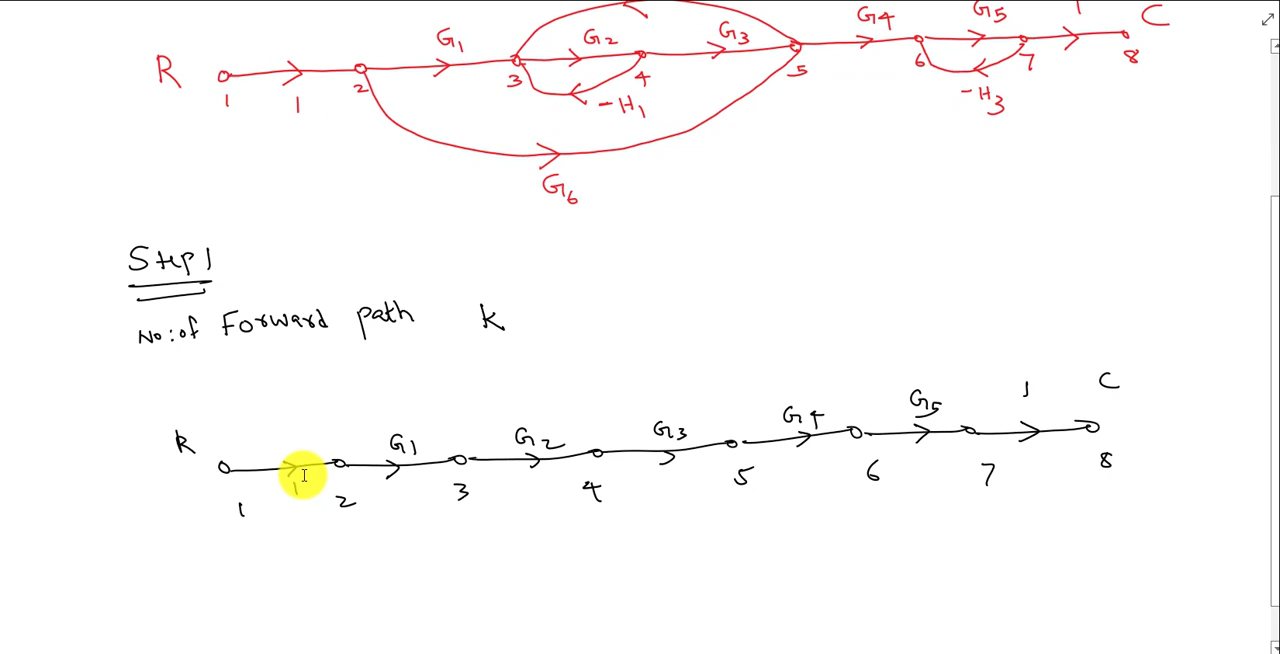 G1 G2 G3 G4 G5 1 C
R
1 1 2 3 4 5 6 7 8
-H1 -H3
G6
Step 1
No: of Forward path K
R G1 G2 G3 G4 G5 1 C
1 1 2 3 4 5 6 7 8